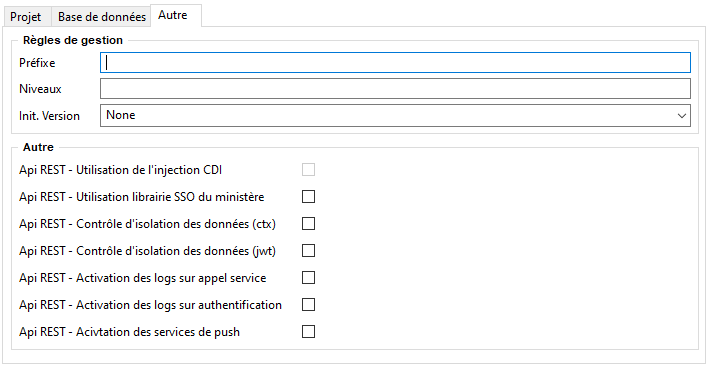 Projet Base de données Autre
Règles de gestion
Préfixe
Niveaux
Init. Version None
Autre
Api REST - Utilisation de l'injection CDI
Api REST - Utilisation librairie SSO du ministère
Api REST - Contrôle d'isolation des données (ctx)
Api REST - Contrôle d'isolation des données (jwt)
Api REST - Activation des logs sur appel service
Api REST - Activation des logs sur authentification
Api REST - Acivtation des services de push